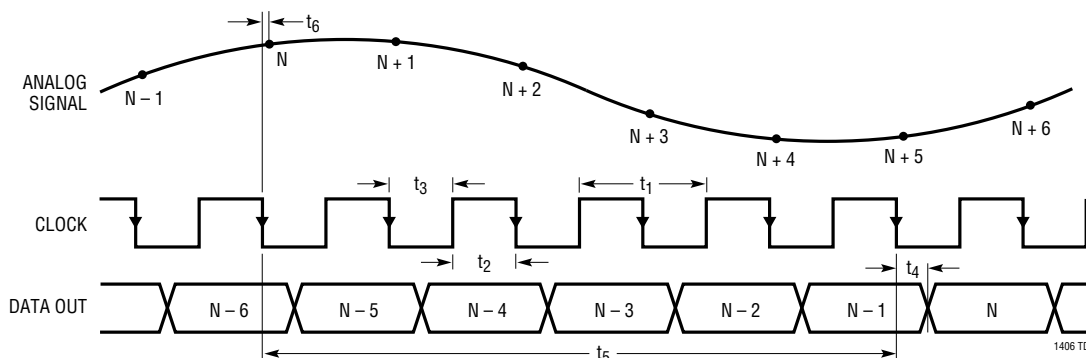 t6
N
N + 1
N + 2
ANALOG
SIGNAL
N – 1
N + 3
N + 4
N + 5
N + 6
t3
t1
CLOCK
t2
t4
DATA OUT
N – 6
N – 5
N – 4
N – 3
N – 2
N – 1
N
t5